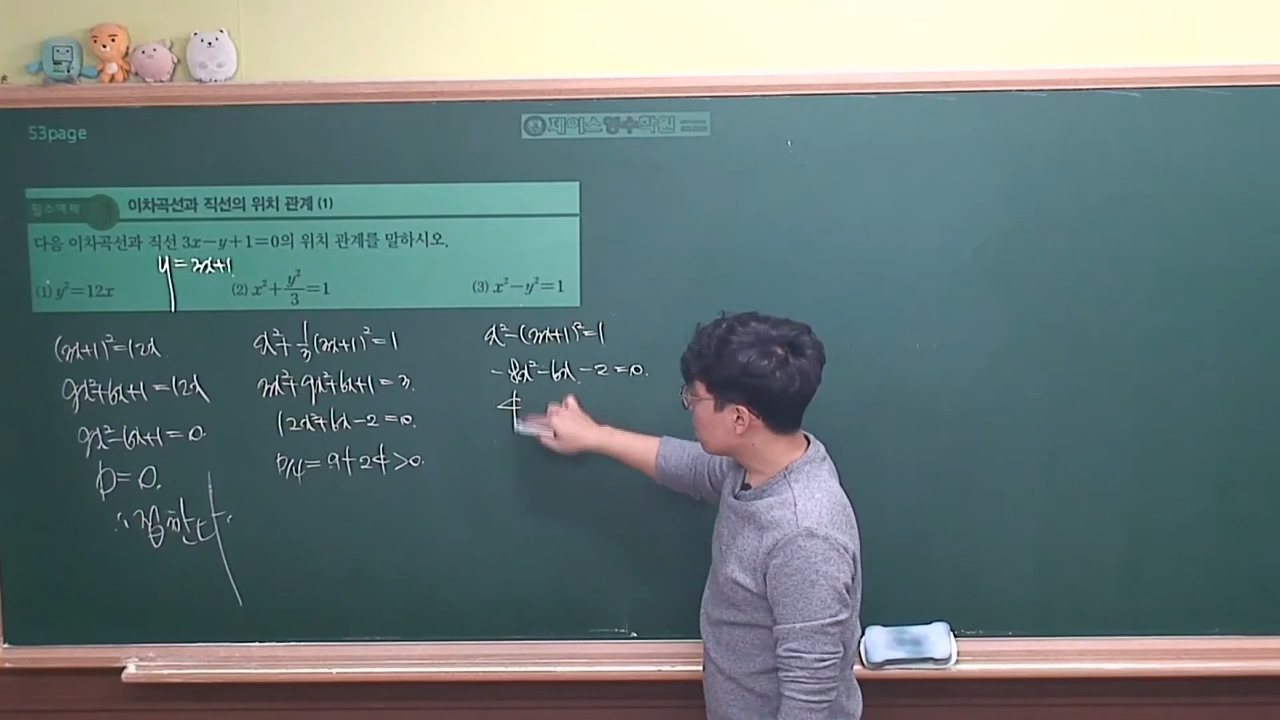 53page
제이스영수학원
필수예제
이차곡선과 직선의 위치 관계 (1)
다음 이차곡선과 직선 3x−y+1=0의 위치 관계를 말하시오.
y=3x+1
(1) y²=12x
(2) x²+y²/3=1
(3) x²−y²=1
(3x+1)²=12x
9x²+6x+1=12x
9x²-6x+1=0
D=0.
∴ 접한다
x²+1/3(3x+1)²=1
3x²+9x²+6x+1=3.
12x²+6x-2=0.
D/4=9+24>0.
x²-(3x+1)²=1
-8x²-6x-2=0.
4